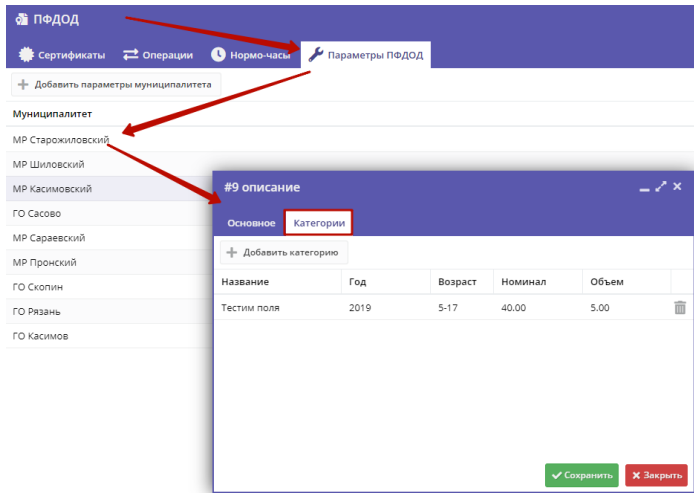 ПФДОД
Сертификаты Операции Нормо-часы Параметры ПФДОД
Добавить параметры муниципалитета
Муниципалитет
МР Старожиловский
МР Шиловский
МР Касимовский
ГО Сасово
МР Сараевский
МР Пронский
ГО Скопин
ГО Рязань
ГО Касимов
#9 описание
Основное Категории
Добавить категорию
Название Год Возраст Номинал Объем
Тестим поля 2019 5-17 40.00 5.00
Сохранить Закрыть